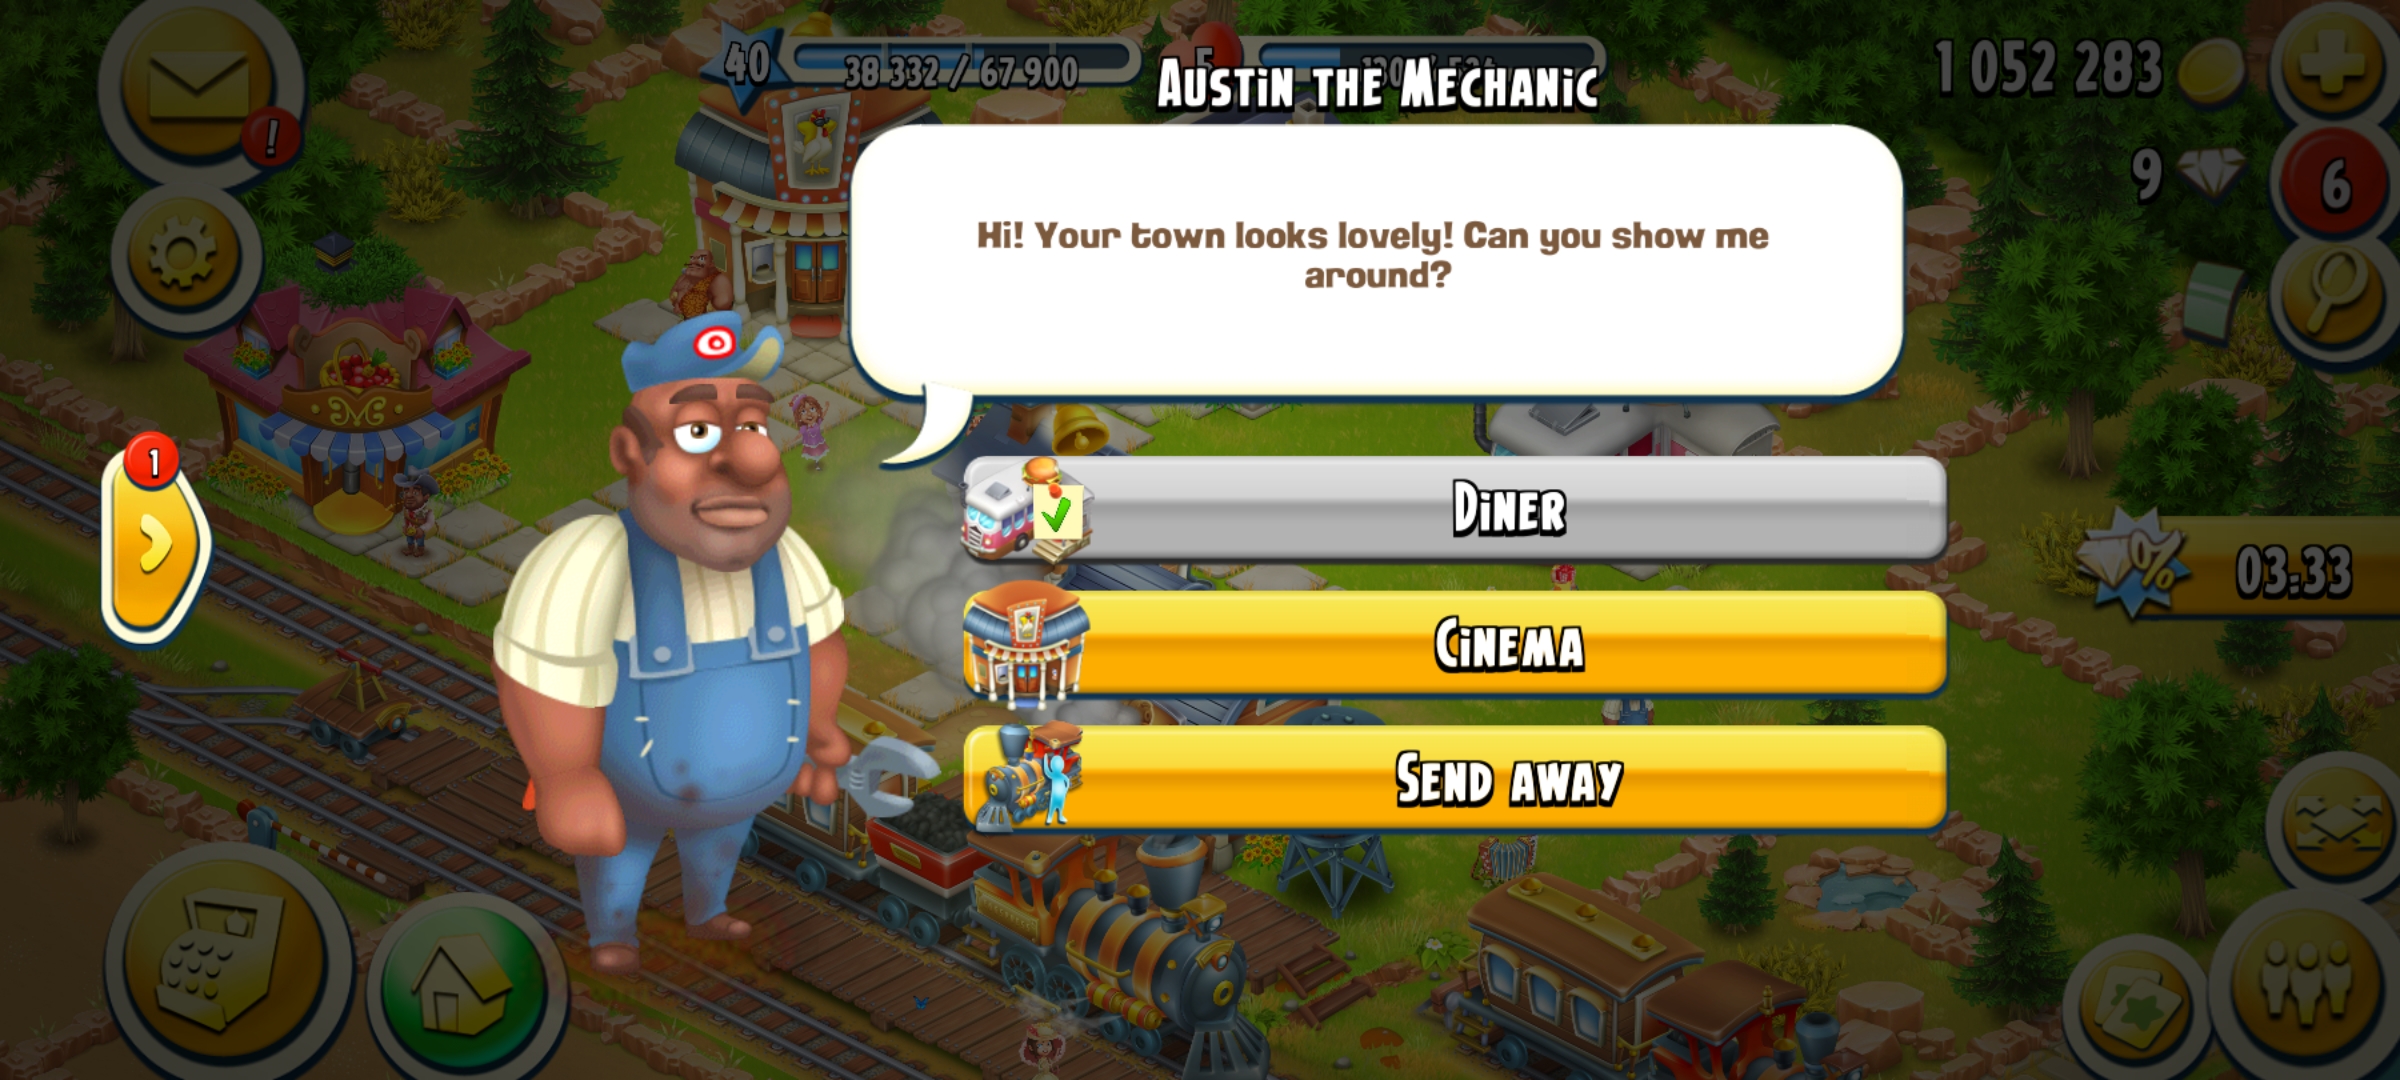 40
38 332 / 67 900
5
AUSTIN THE MECHANIC
1 052 283
9
6
!
Hi! Your town looks lovely! Can you show me
around?
1
DINER
03:33
CINEMA
SEND AWAY